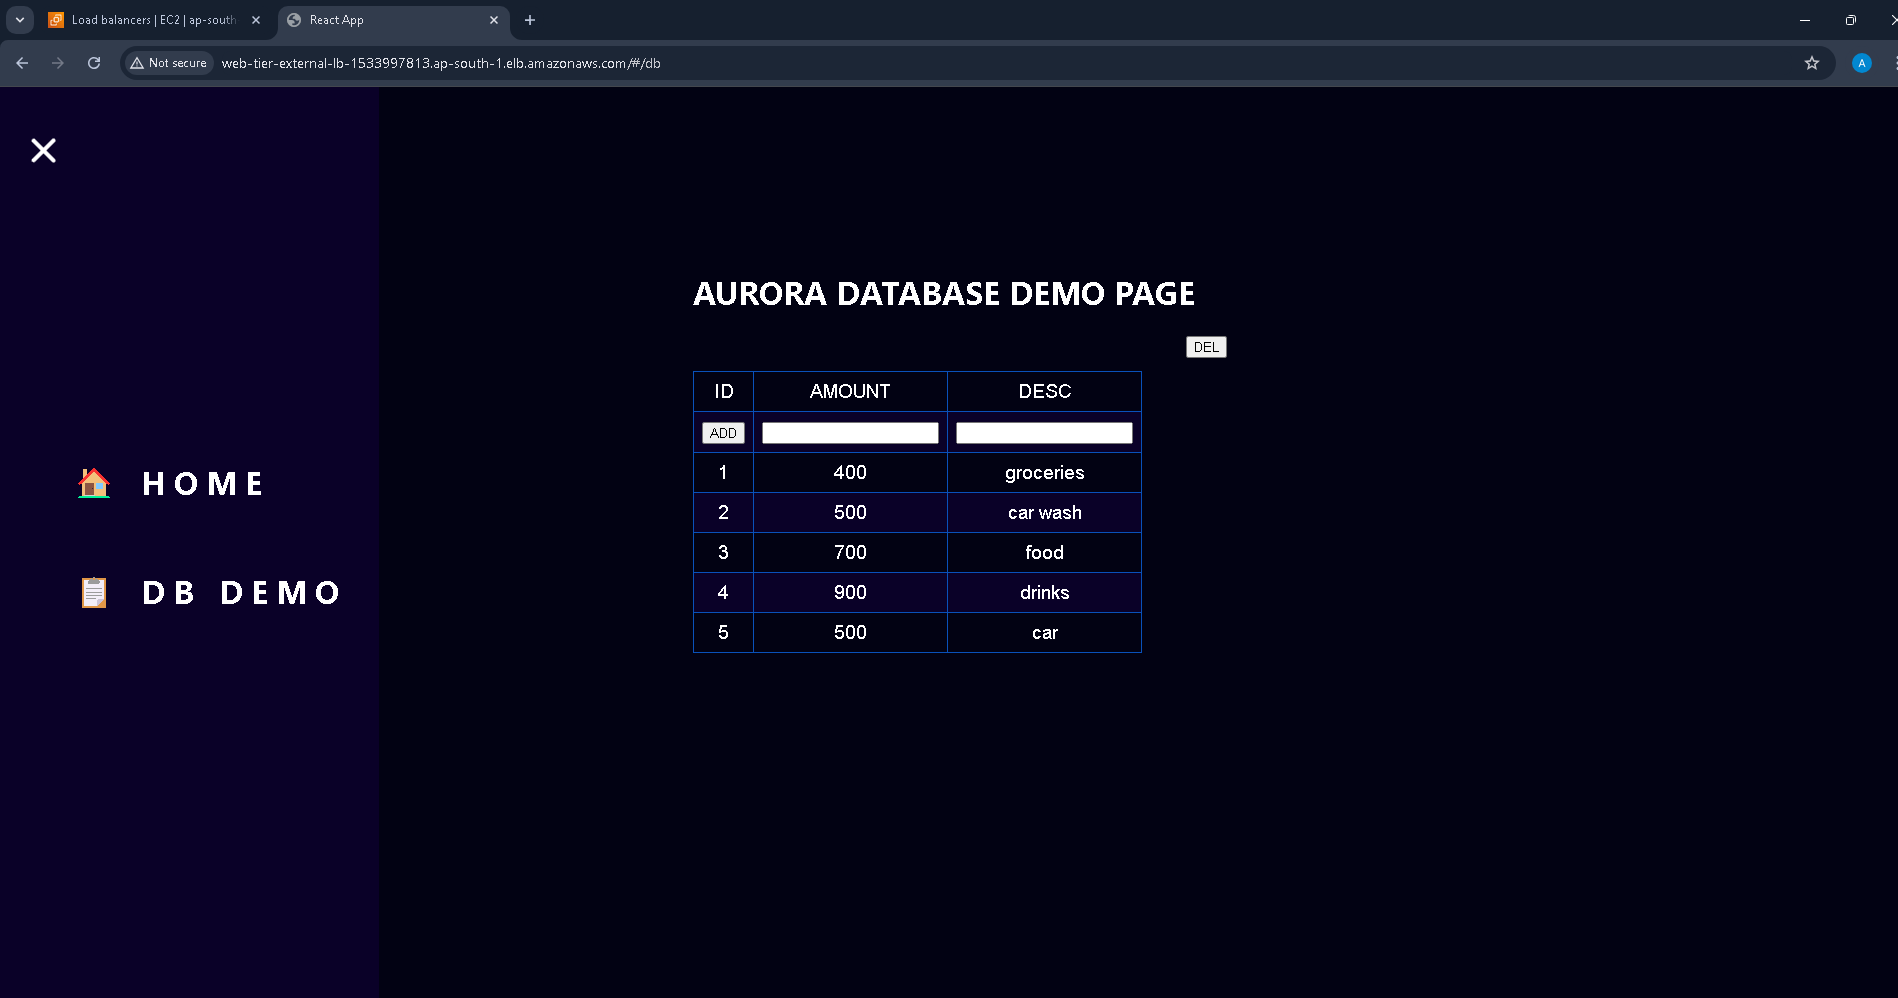 Load balancers | EC2 | ap-south
React App
Not secure
web-tier-external-lb-1533997813.ap-south-1.elb.amazonaws.com/#/db
A
AURORA DATABASE DEMO PAGE
DEL
ID AMOUNT DESC
ADD
1 400 groceries
2 500 car wash
3 700 food
4 900 drinks
5 500 car
HOME
DB DEMO